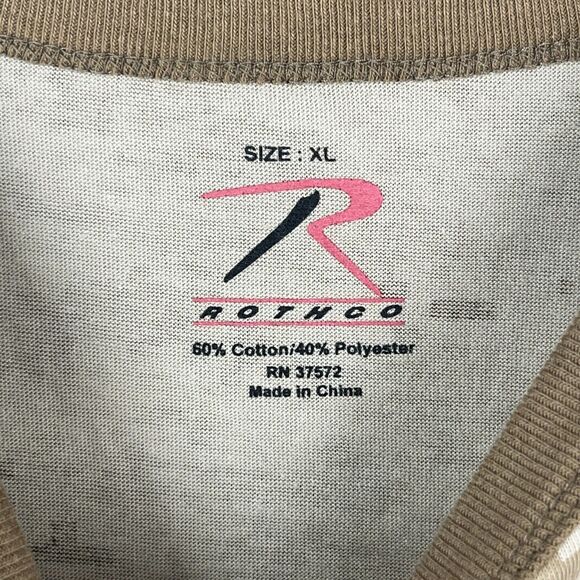 SIZE : XL
ROTHCO
60% Cotton/40% Polyester
RN 37572
Made in China